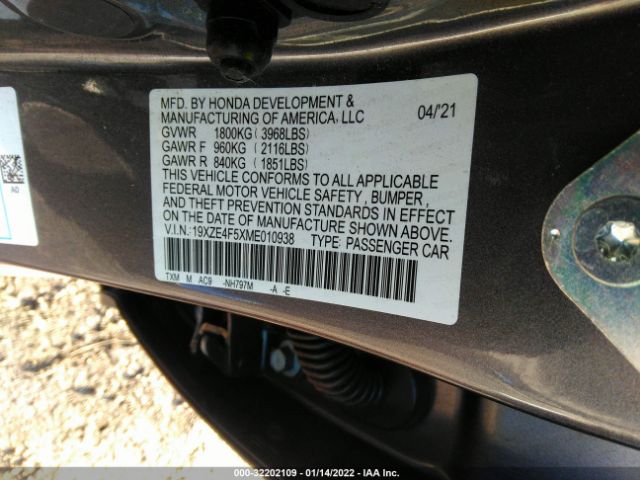 MFD. BY HONDA DEVELOPMENT & 04/21
MANUFACTURING OF AMERICA, LLC
GVWR 1800KG (3968LBS)
GAWR F 960KG (2116LBS)
GAWR R 840KG (1851LBS)
THIS VEHICLE CONFORMS TO ALL APPLICABLE
FEDERAL MOTOR VEHICLE SAFETY, BUMPER,
AND THEFT PREVENTION STANDARDS IN EFFECT
ON THE DATE OF MANUFACTURE SHOWN ABOVE.
V.I.N.: 19XZE4F5XME010938 TYPE: PASSENGER CAR
TXM M AC9 -NH797M -A -E
AD
000-32202109 - 01/14/2022 - IAA Inc.